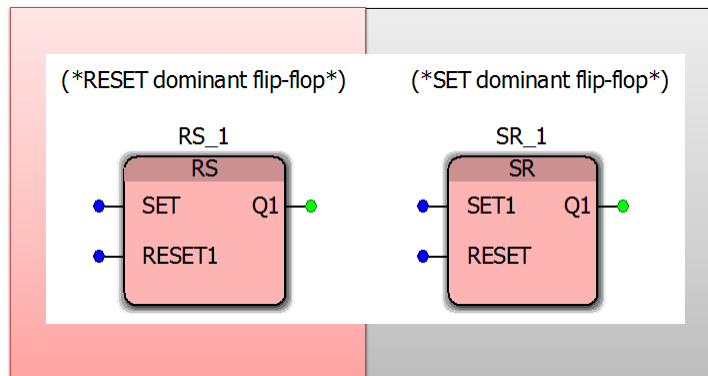 (*RESET dominant flip-flop*)
(*SET dominant flip-flop*)
RS_1
RS
SET Q1
RESET1
SR_1
SR
SET1 Q1
RESET